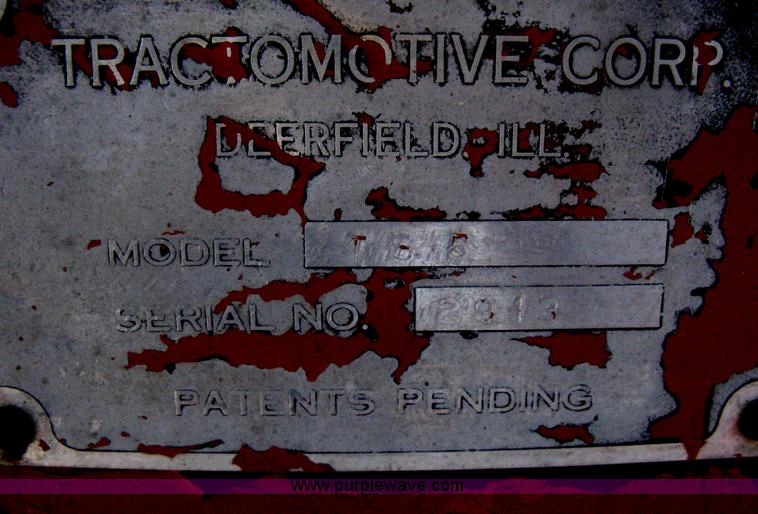 TRACTOMOTIVE CORP.
DEERFIELD, ILL.
MODEL
SERIAL NO. 2913
PATENTS PENDING
www.purplewave.com